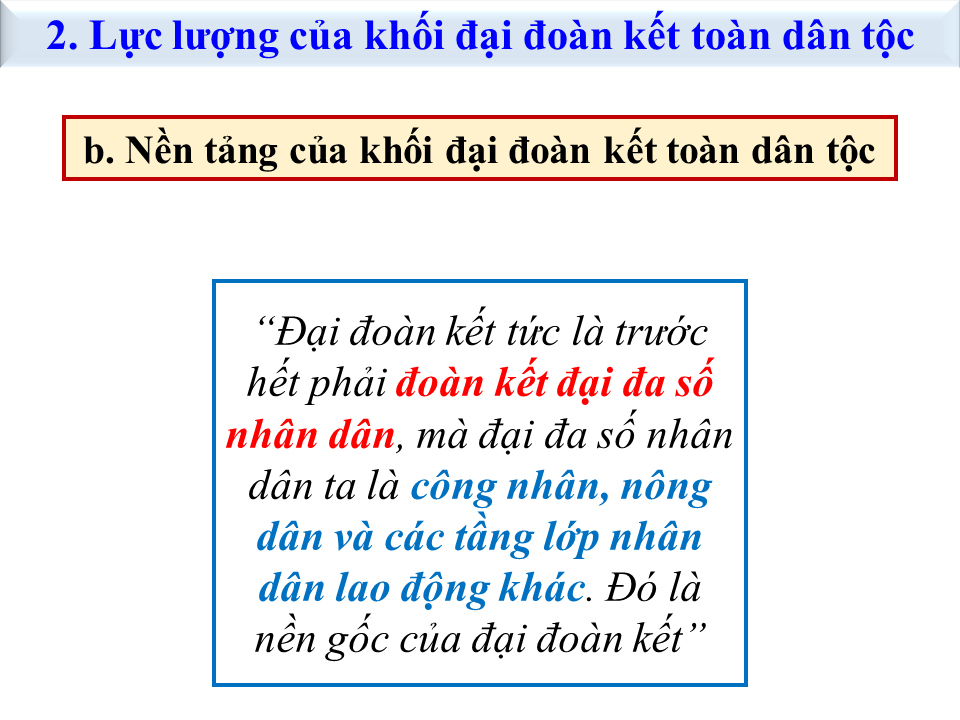 2. Lực lượng của khối đại đoàn kết toàn dân tộc
b. Nền tảng của khối đại đoàn kết toàn dân tộc
“Đại đoàn kết tức là trước
hết phải đoàn kết đại đa số
nhân dân, mà đại đa số nhân
dân ta là công nhân, nông
dân và các tầng lớp nhân
dân lao động khác. Đó là
nền gốc của đại đoàn kết”